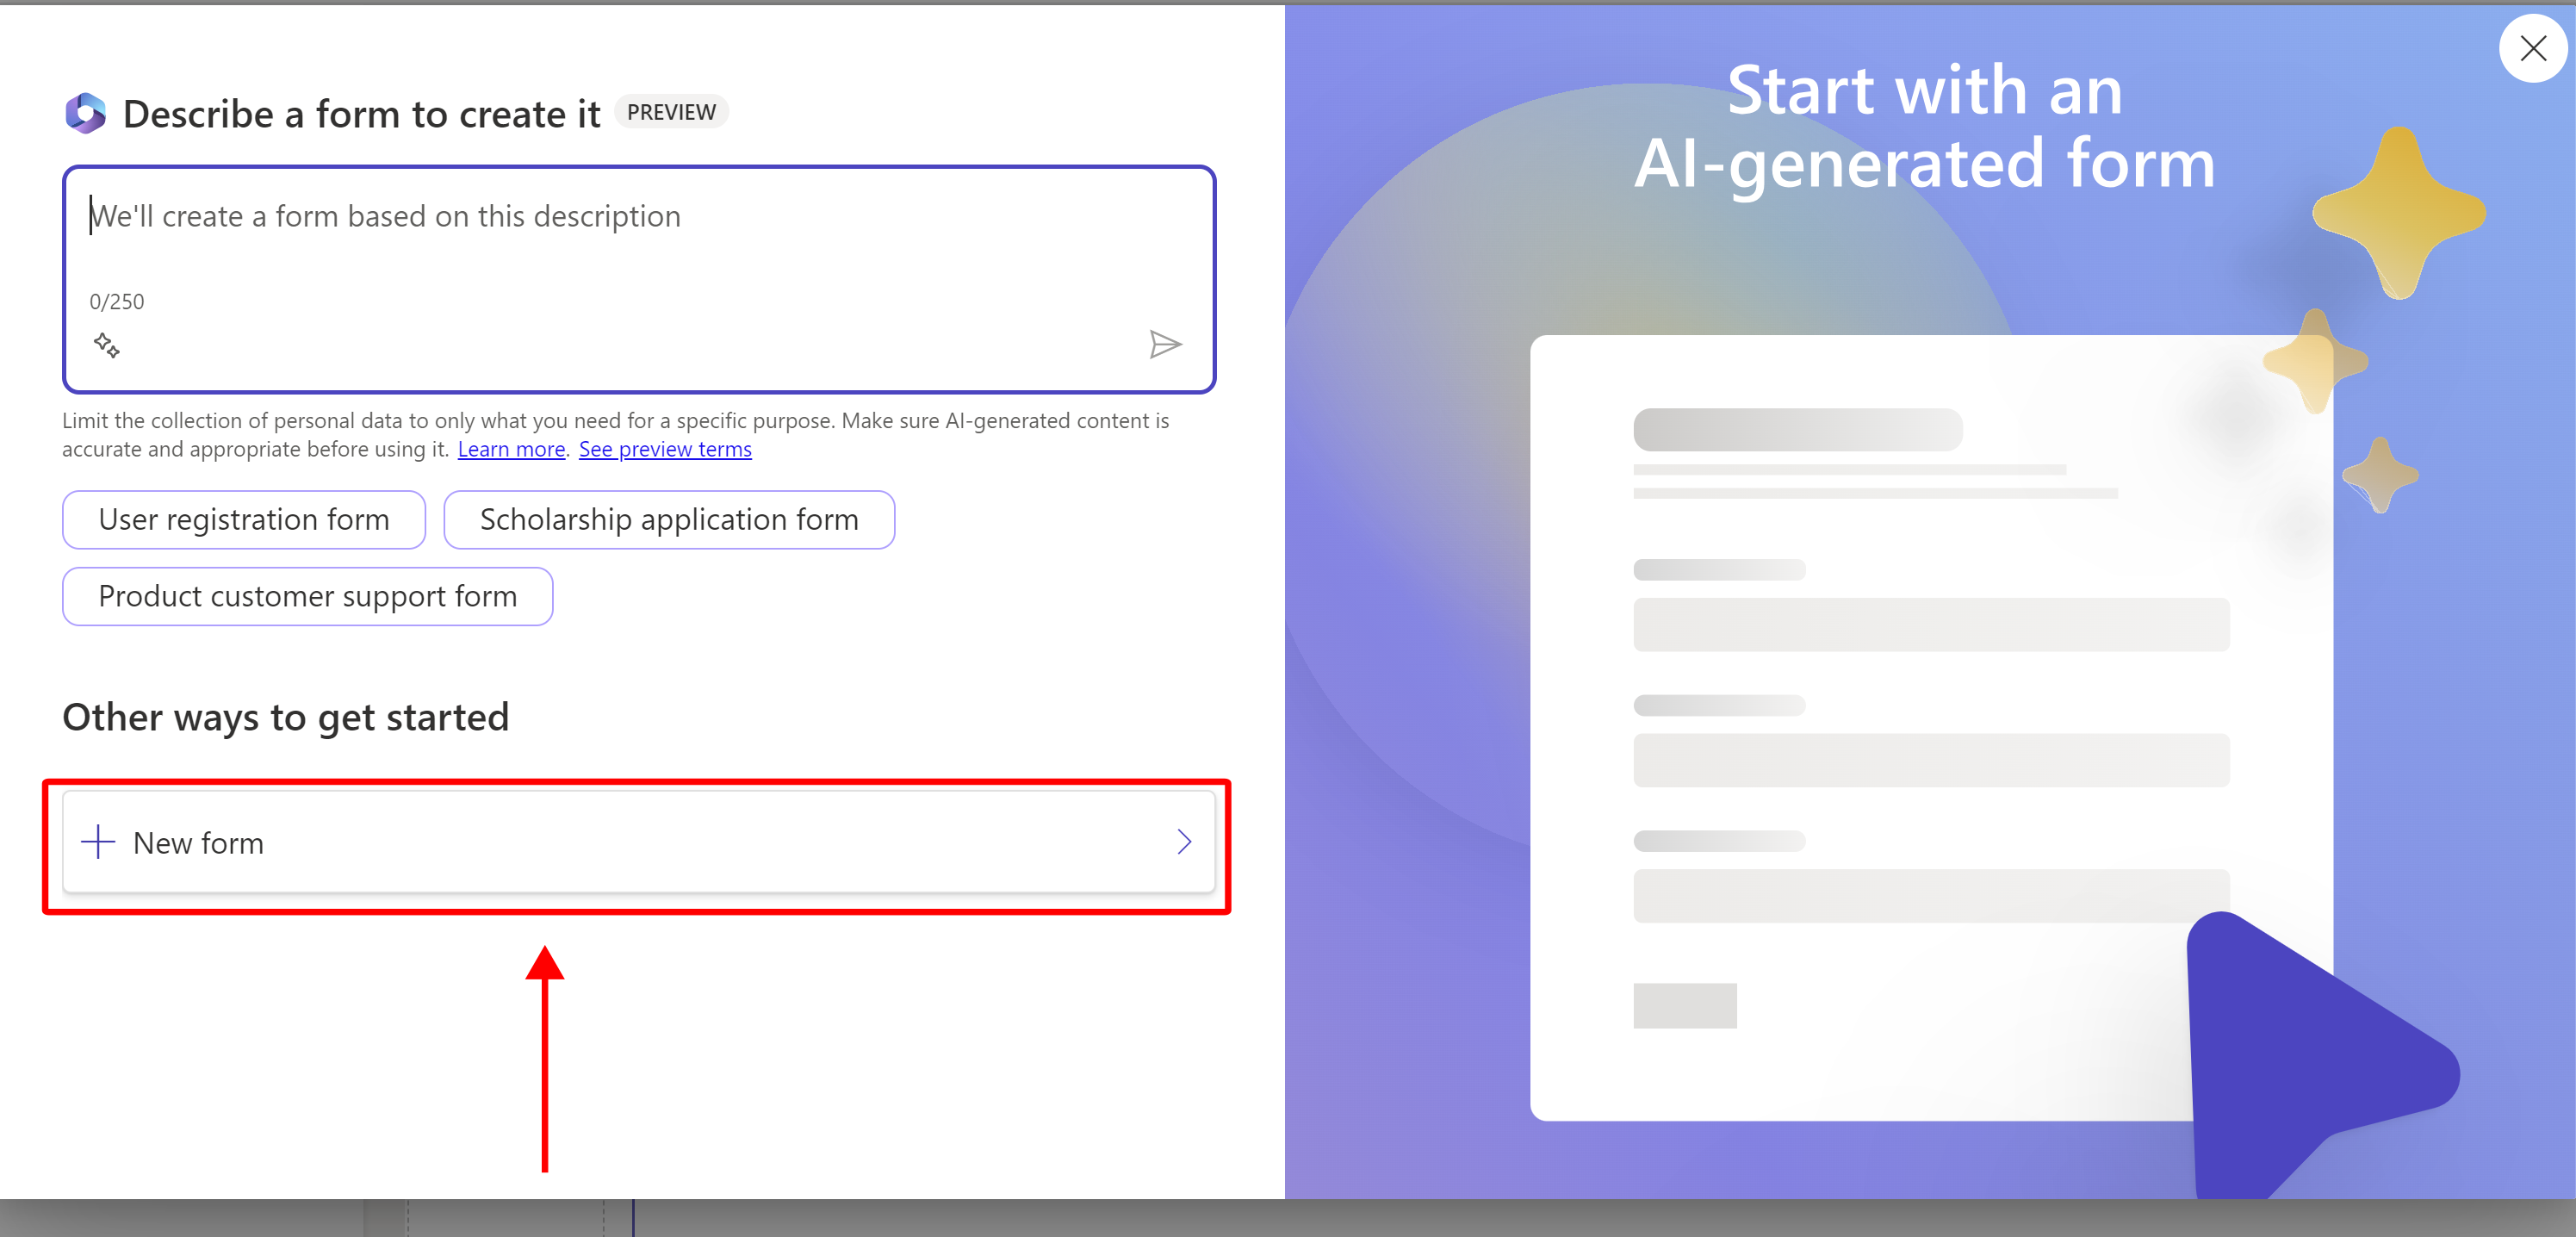 Describe a form to create it PREVIEW
We'll create a form based on this description
0/250
Limit the collection of personal data to only what you need for a specific purpose. Make sure AI-generated content is
accurate and appropriate before using it. Learn more. See preview terms
User registration form
Scholarship application form
Product customer support form
Other ways to get started
New form
Start with an
AI-generated form